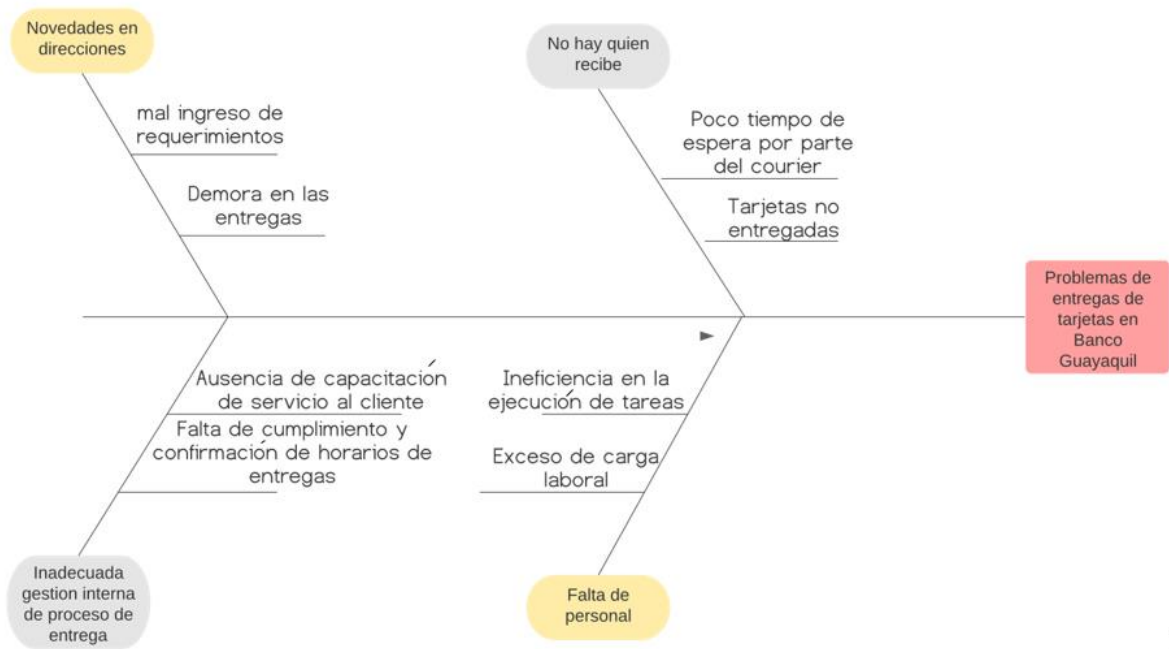 Novedades en
direcciones
mal ingreso de
requerimientos
Demora en las
entregas
No hay quien
recibe
Poco tiempo de
espera por parte
del courier
Tarjetas no
entregadas
Problemas de
entregas de
tarjetas en
Banco
Guayaquil
Ausencia de capacitación
de servicio al cliente
Falta de cumplimiento y
confirmación de horarios de
entregas
Inadecuada
gestion interna
de proceso de
entrega
Ineficiencia en la
ejecución de tareas
Exceso de carga
laboral
Falta de
personal